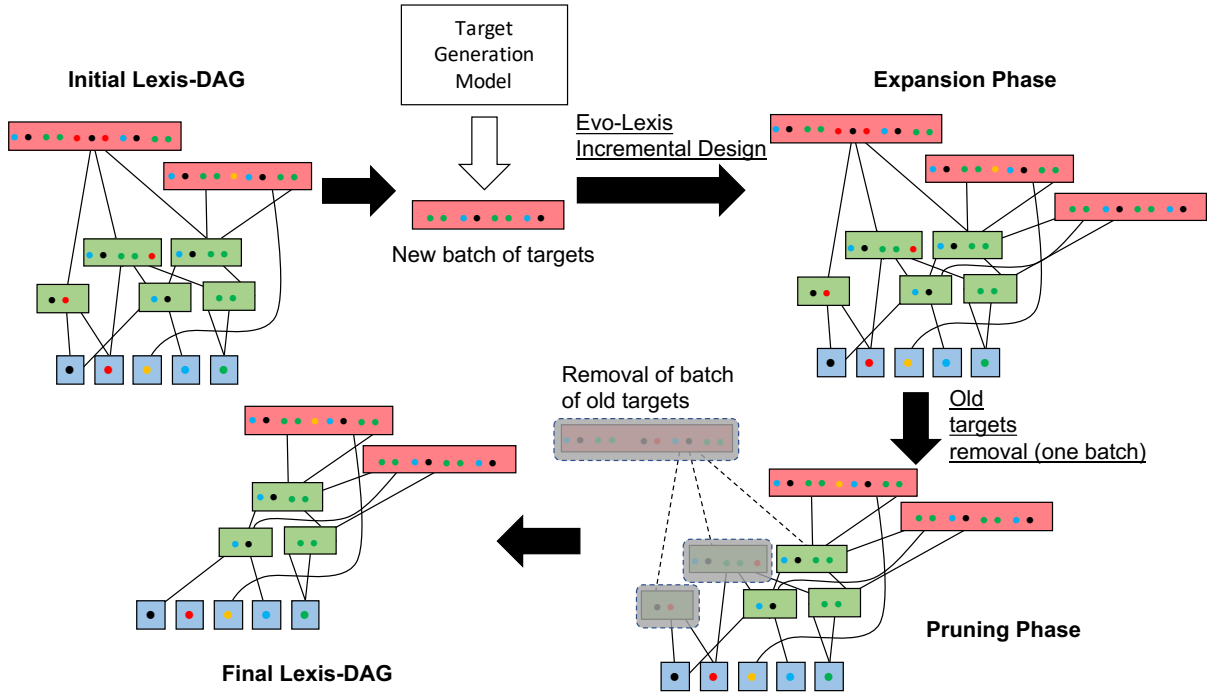 Target
Generation
Model
Initial Lexis-DAG
Expansion Phase
Evo-Lexis
Incremental Design
New batch of targets
Removal of batch
of old targets
Old
targets
removal (one batch)
Pruning Phase
Final Lexis-DAG